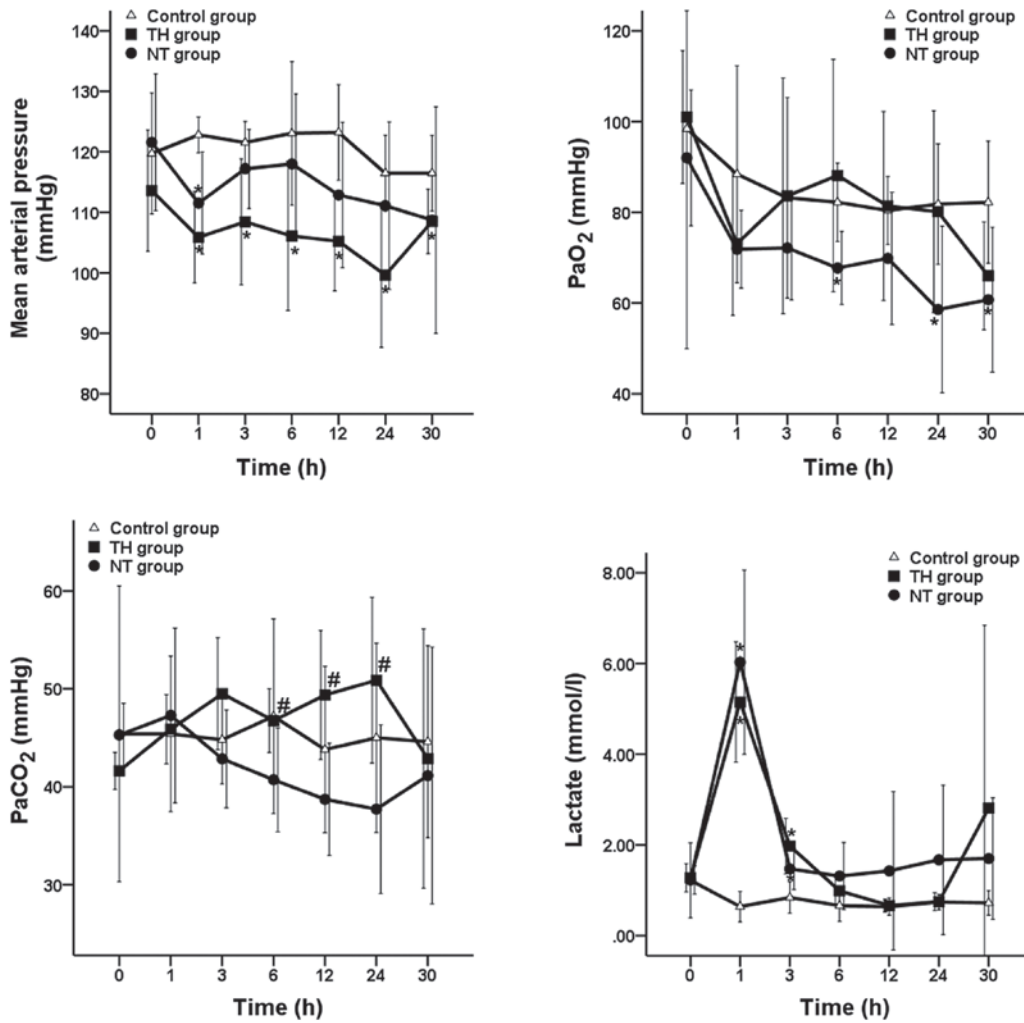 Control group
TH group
NT group
Mean arterial pressure
(mmHg)
140
130
120
110
100
90
80
*
*
*
*
*
*
*
0 1 3 6 12 24 30
Time (h)
Control group
TH group
NT group
PaO2 (mmHg)
120
100
80
60
40
*
*
*
0 1 3 6 12 24 30
Time (h)
Control group
TH group
NT group
PaCO2 (mmHg)
60
50
40
30
#
#
#
0 1 3 6 12 24 30
Time (h)
Control group
TH group
NT group
Lactate (mmol/l)
8.00
6.00
4.00
2.00
.00
*
*
*
*
0 1 3 6 12 24 30
Time (h)